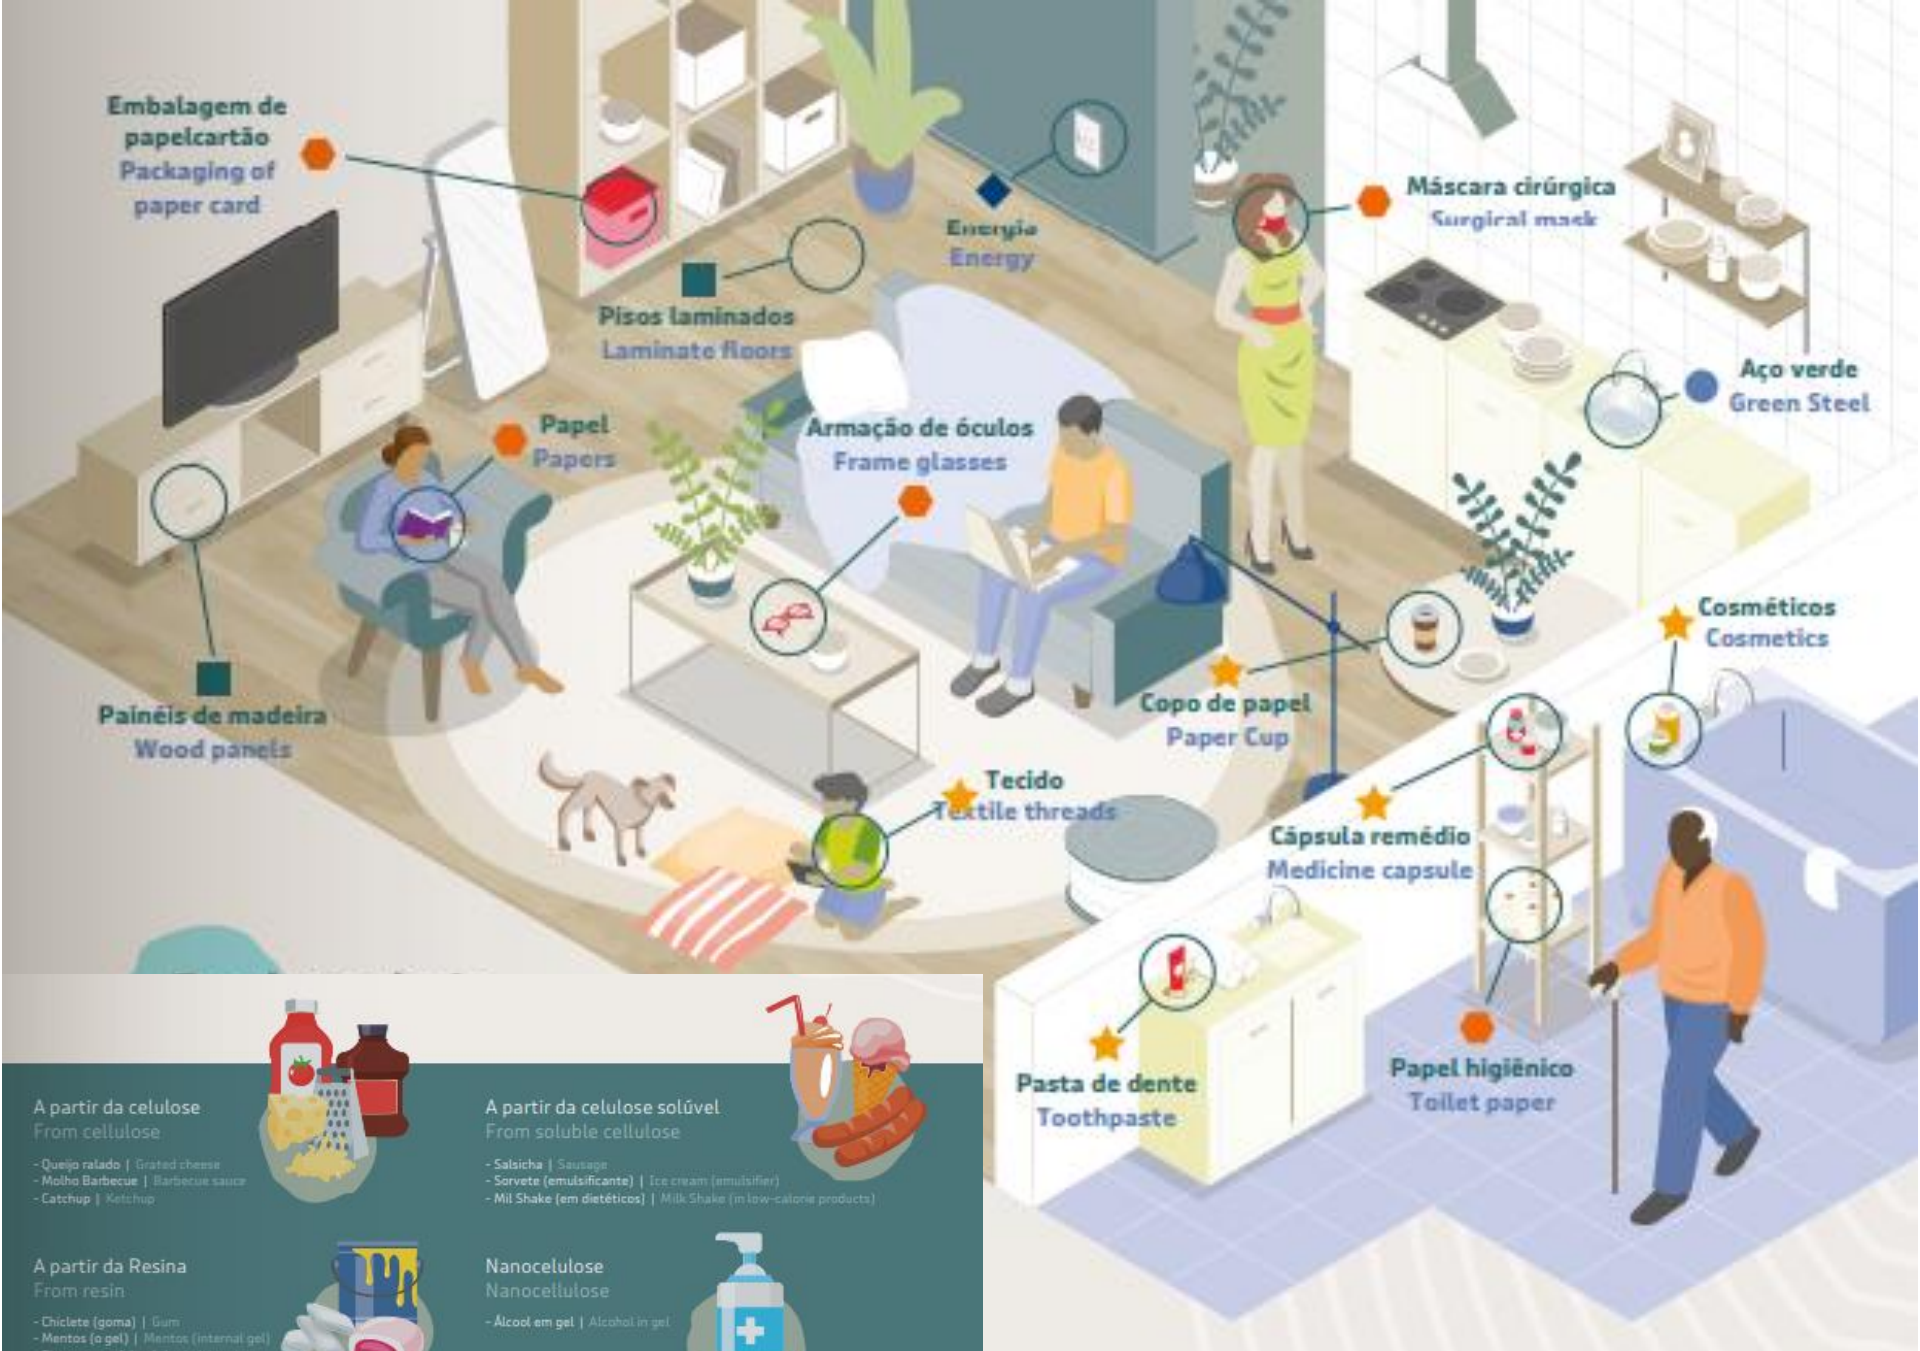 Embalagem de
papelcartão
Packaging of
paper card
Energia
Energy
Máscara cirúrgica
Surgical mask
Pisos laminados
Laminate floors
Aço verde
Green Steel
Papel
Papers
Armação de óculos
Frame glasses
Cosméticos
Cosmetics
Painéis de madeira
Wood panels
Copo de papel
Paper Cup
Tecido
Textile threads
Cápsula remédio
Medicine capsule
Pasta de dente
Toothpaste
Papel higiênico
Toilet paper
A partir da celulose
From cellulose
- Queijo ralado | Grated cheese
- Molho Barbecue | Barbecue sauce
- Catchup | Ketchup
A partir da celulose solúvel
From soluble cellulose
- Salsicha | Sausage
- Sorvete (emulsificante) | Ice cream (emulsifier)
- Mil Shake (em dietéticos) | Milk Shake (in low-calorie products)
A partir da Resina
From resin
- Chiclete (goma) | Gum
- Mentos (o gel) | Mentos (internal gel)
Nanocelulose
Nanocellulose
- Álcool em gel | Alcohol in gel